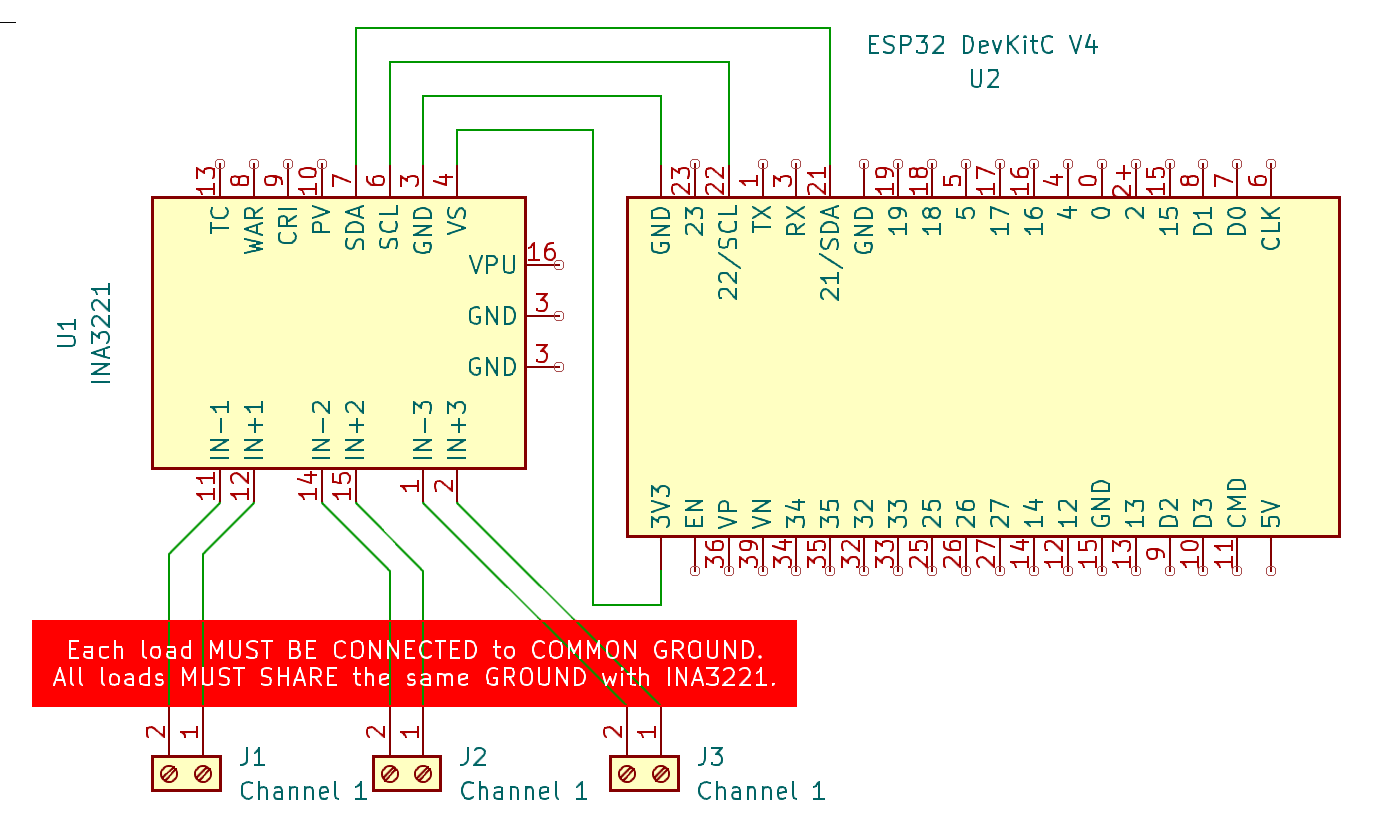 ESP32 DevKitC V4
U2
13 8 9 10 7 6 3 4
TC WAR CRI PV SDA SCL GND VS
VPU 16
GND 3
GND 3
U1
INA3221
IN-1 IN+1 IN-2 IN+2 IN-3 IN+3
11 12 14 15 1 2
23 22 1 3 21 19 18 5 17 16 4 0 2+ 15 8 7 6
GND 23 22/SCL TX RX 21/SDA GND 19 18 5 17 16 4 0 2 15 D1 D0 CLK
3V3 EN VP VN 34 35 32 33 25 26 27 14 12 GND 13 D2 D3 CMD 5V
36 39 34 35 32 33 25 26 27 14 12 15 13 9 10 11
Each load MUST BE CONNECTED to COMMON GROUND.
All loads MUST SHARE the same GROUND with INA3221.
2 1
J1
Channel 1
2 1
J2
Channel 1
2 1
J3
Channel 1